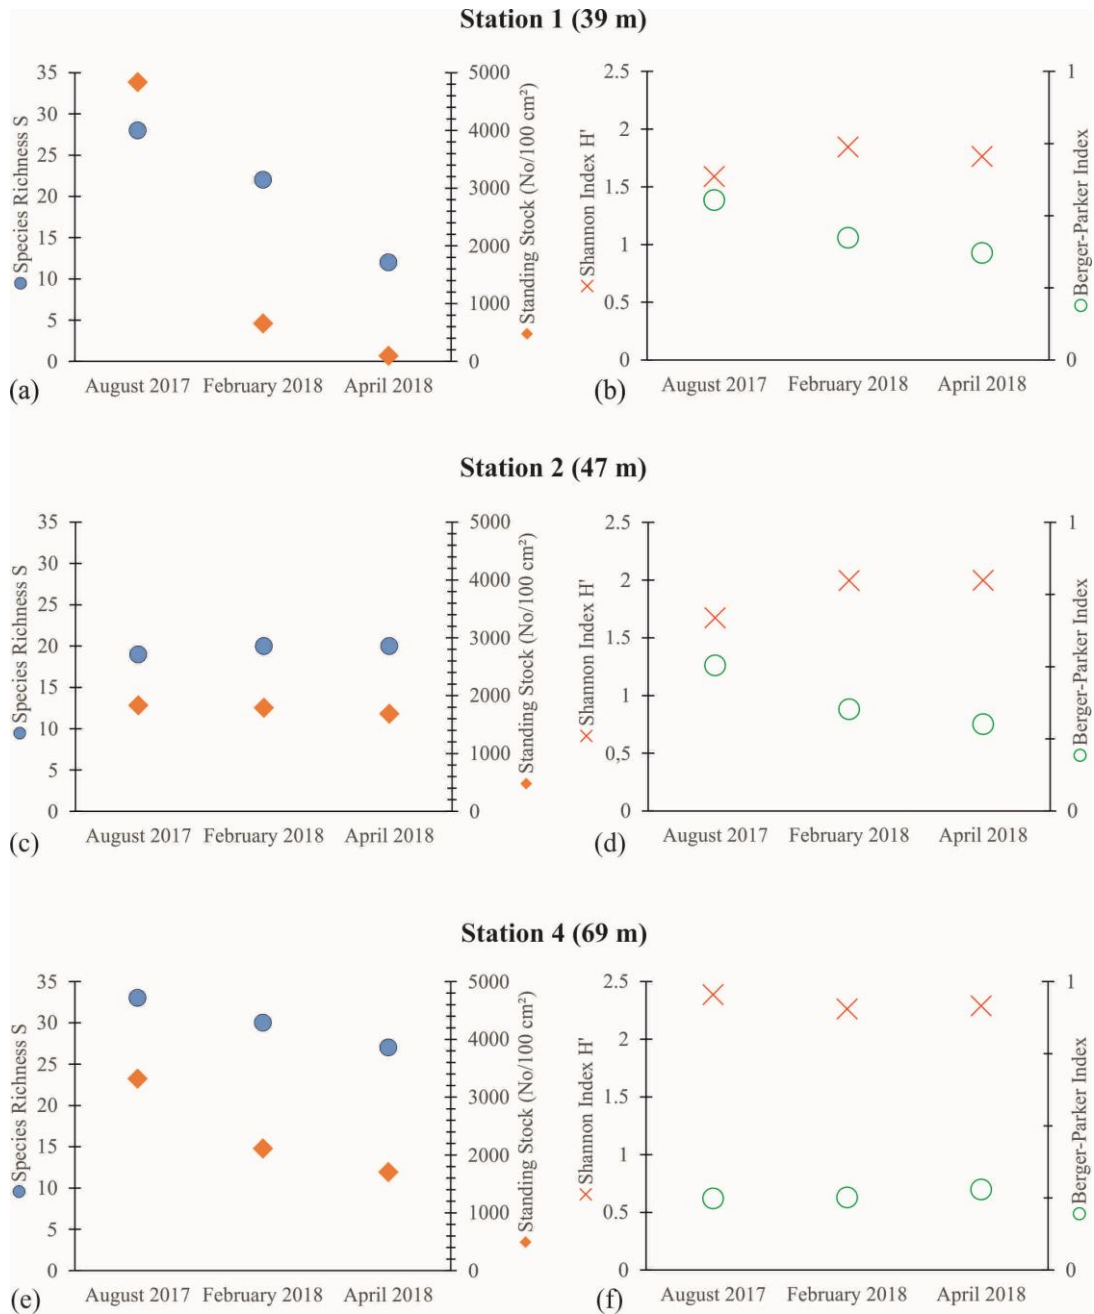 Station 1 (39 m)
Species Richness S
35
30
25
20
15
10
5
0
August 2017
February 2018
April 2018
5000
4000
3000
2000
1000
0
Standing Stock (No/100 cm²)
(a)
Shannon Index H'
2.5
2
1.5
1
0.5
0
August 2017
February 2018
April 2018
1
0
Berger-Parker Index
(b)
Station 2 (47 m)
Species Richness S
35
30
25
20
15
10
5
0
August 2017
February 2018
April 2018
5000
4000
3000
2000
1000
0
Standing Stock (No/100 cm²)
(c)
Shannon Index H'
2.5
2
1.5
1
0,5
0
August 2017
February 2018
April 2018
1
0
Berger-Parker Index
(d)
Station 4 (69 m)
Species Richness S
35
30
25
20
15
10
5
0
August 2017
February 2018
April 2018
5000
4000
3000
2000
1000
0
Standing Stock (No/100 cm²)
(e)
Shannon Index H'
2.5
2
1.5
1
0.5
0
August 2017
February 2018
April 2018
1
0
Berger-Parker Index
(f)